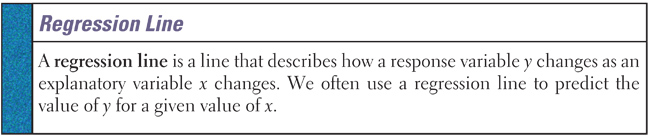 Regression Line
A regression line is a line that describes how a response variable y changes as an
explanatory variable x changes. We often use a regression line to predict the
value of y for a given value of x.